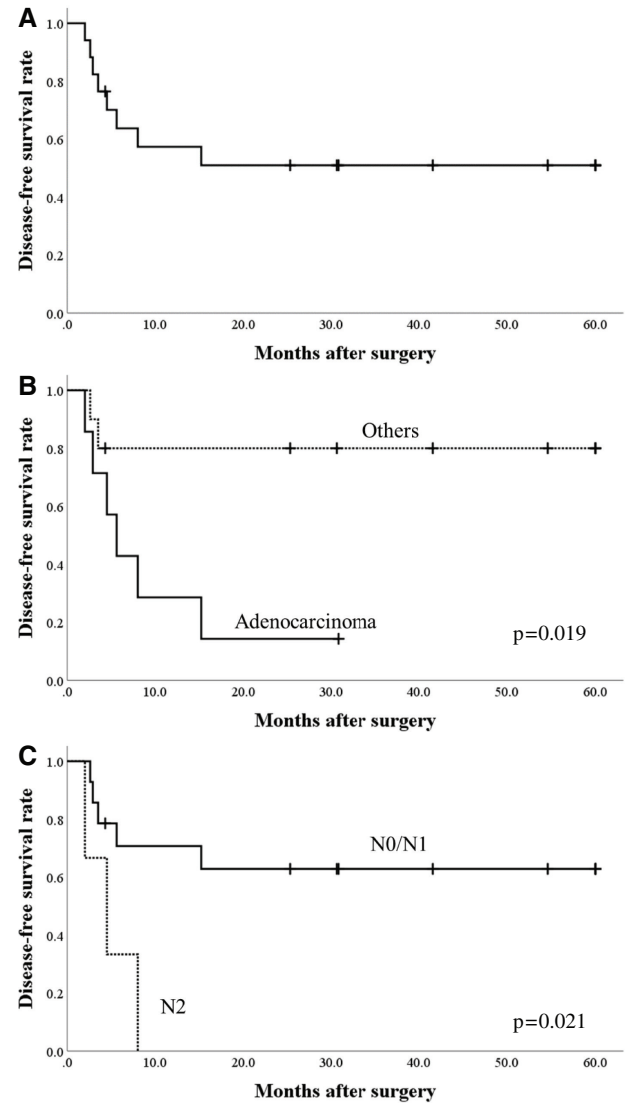 A
Disease-free survival rate
1.0
0.8
0.6
0.4
0.2
0.0
.0 10.0 20.0 30.0 40.0 50.0 60.0
Months after surgery
B
Disease-free survival rate
1.0
0.8
0.6
0.4
0.2
0.0
Others
Adenocarcinoma
p=0.019
.0 10.0 20.0 30.0 40.0 50.0 60.0
Months after surgery
C
Disease-free survival rate
1.0
0.8
0.6
0.4
0.2
0.0
N0/N1
N2
p=0.021
.0 10.0 20.0 30.0 40.0 50.0 60.0
Months after surgery